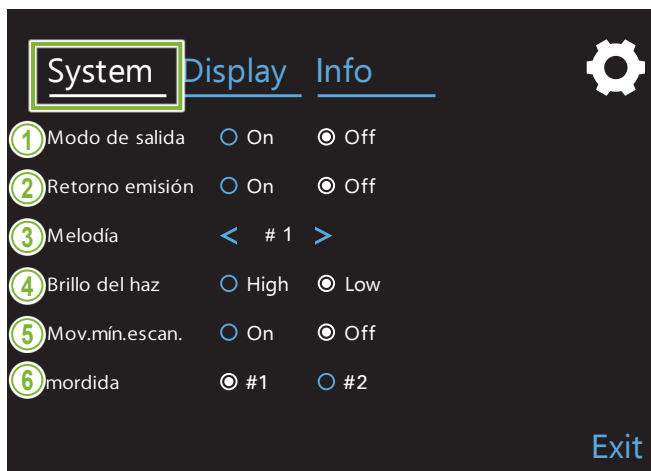 System Display Info
1 Modo de salida On Off
2 Retorno emisión On Off
3 Melodía < # 1 >
4 Brillo del haz High Low
5 Mov.mín.escan. On Off
6 mordida #1 #2
Exit